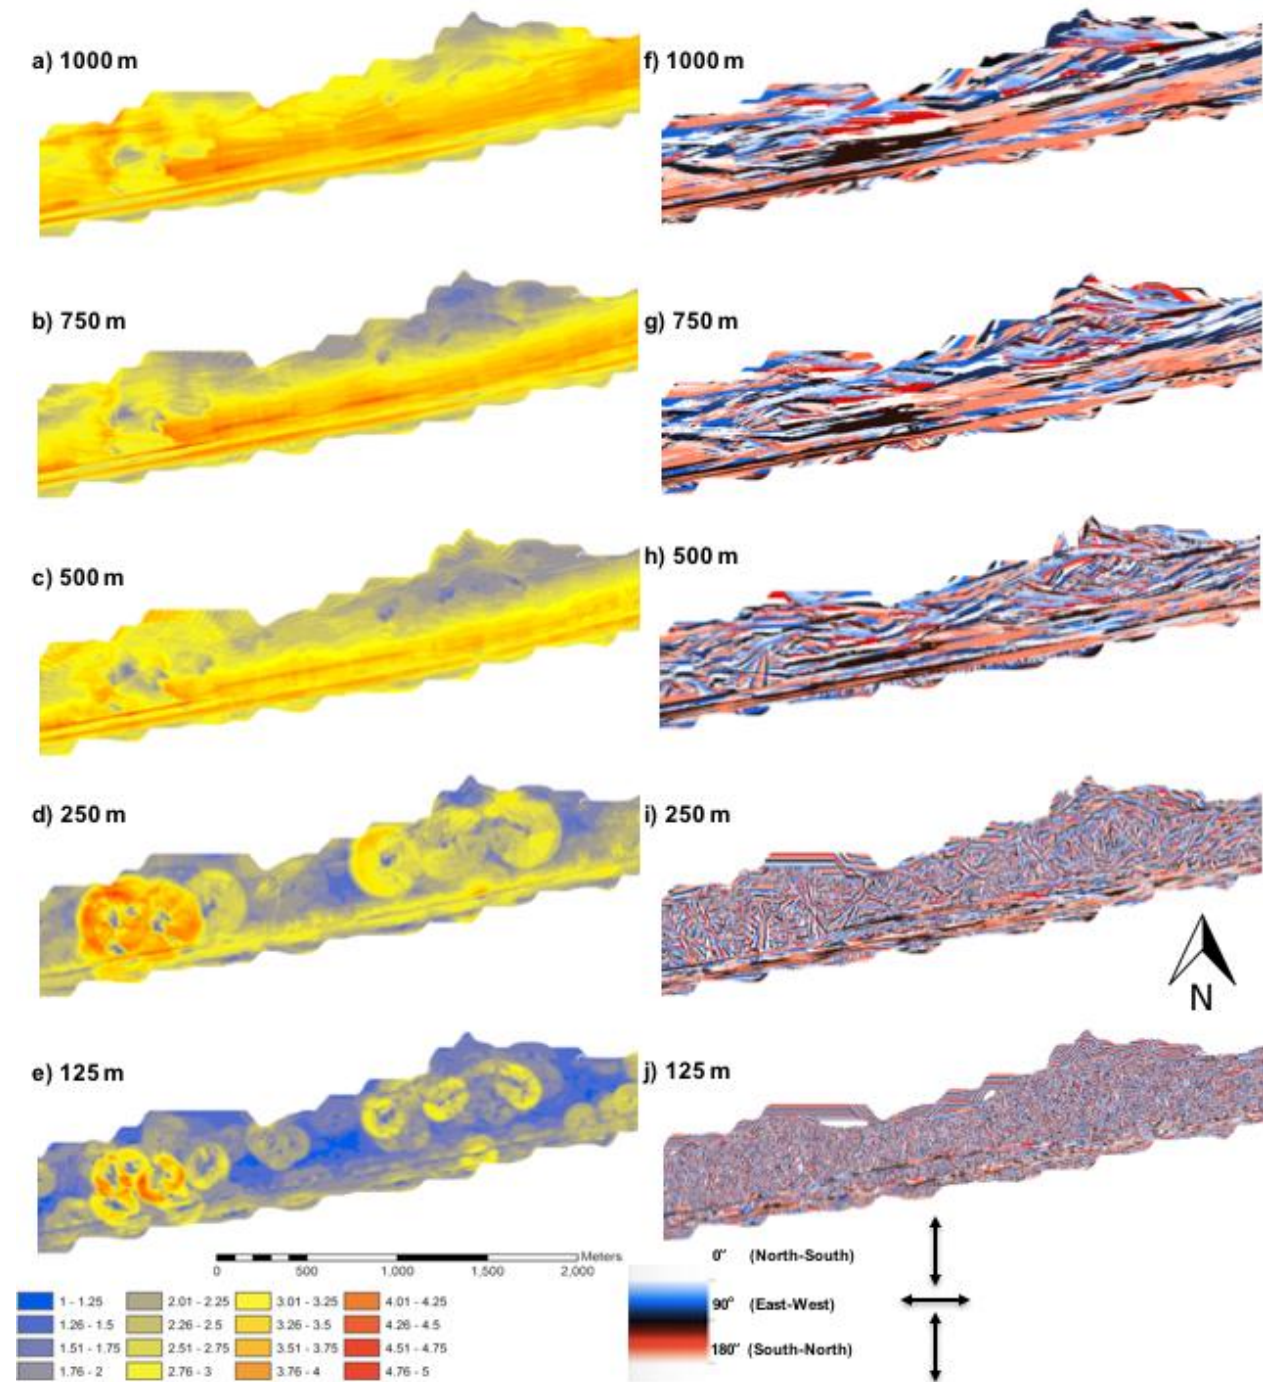 a) 1000 m
f) 1000 m
b) 750 m
g) 750 m
c) 500 m
h) 500 m
d) 250 m
i) 250 m
N
e) 125 m
j) 125 m
Meters
0 500 1,000 1,500 2,000
0° (North-South)
90° (East-West)
180° (South-North)
1 - 1.25 2.01 - 2.25 3.01 - 3.25 4.01 - 4.25
1.26 - 1.5 2.26 - 2.5 3.26 - 3.5 4.26 - 4.5
1.51 - 1.75 2.51 - 2.75 3.51 - 3.75 4.51 - 4.75
1.76 - 2 2.76 - 3 3.76 - 4 4.76 - 5